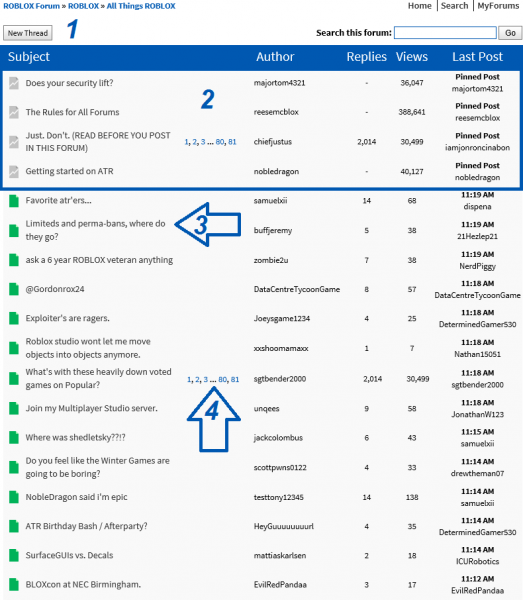 ROBLOX Forum » ROBLOX » All Things ROBLOX
Home | Search | MyForums
1
New Thread
Search this forum: Go
Subject Author Replies Views Last Post
Does your security lift? majortom4321 - 36,047 Pinned Post
majortom4321
2
The Rules for All Forums reesemcblox - 388,641 Pinned Post
reesemcblox
Just. Don't. (READ BEFORE YOU POST
IN THIS FORUM) 1, 2, 3 ... 80, 81 chiefjustus 2,014 30,499 Pinned Post
iamjonroncinabon
Getting started on ATR nobledragon - 40,127 Pinned Post
nobledragon
Favorite atr'ers... samuelxii 14 68 11:19 AM
dispena
Limiteds and perma-bans, where do
they go? buffjeremy 5 38 11:19 AM
21Hezlep21
3
ask a 6 year ROBLOX veteran anything zombie2u 7 38 11:19 AM
NerdPiggy
@Gordonrox24 DataCentreTycoonGame 8 57 11:18 AM
DataCentreTycoonGame
Exploiter's are ragers. Joeysgame1234 4 25 11:18 AM
DeterminedGamer530
Roblox studio wont let me move
objects into objects anymore. xxshoomamaxx 1 7 11:18 AM
Nathan15051
What's with these heavily down voted
games on Popular? 1, 2, 3 ... 80, 81 sgtbender2000 2,014 30,499 11:18 AM
sgtbender2000
4
Join my Multiplayer Studio server. unqees 9 58 11:18 AM
JonathanW123
Where was shedletsky??!? jackcolombus 6 43 11:15 AM
samuelxii
Do you feel like the Winter Games are
going to be boring? scottpwns0122 4 33 11:14 AM
drewtheman07
NobleDragon said i'm epic testtony12345 14 138 11:14 AM
samuelxii
ATR Birthday Bash / Afterparty? HeyGuuuuuuuurl 4 35 11:14 AM
DeterminedGamer530
SurfaceGUIs vs. Decals mattiaskarlsen 2 18 11:14 AM
ICURobotics
BLOXcon at NEC Birmingham. EvilRedPandaa 3 17 11:12 AM
EvilRedPandaa